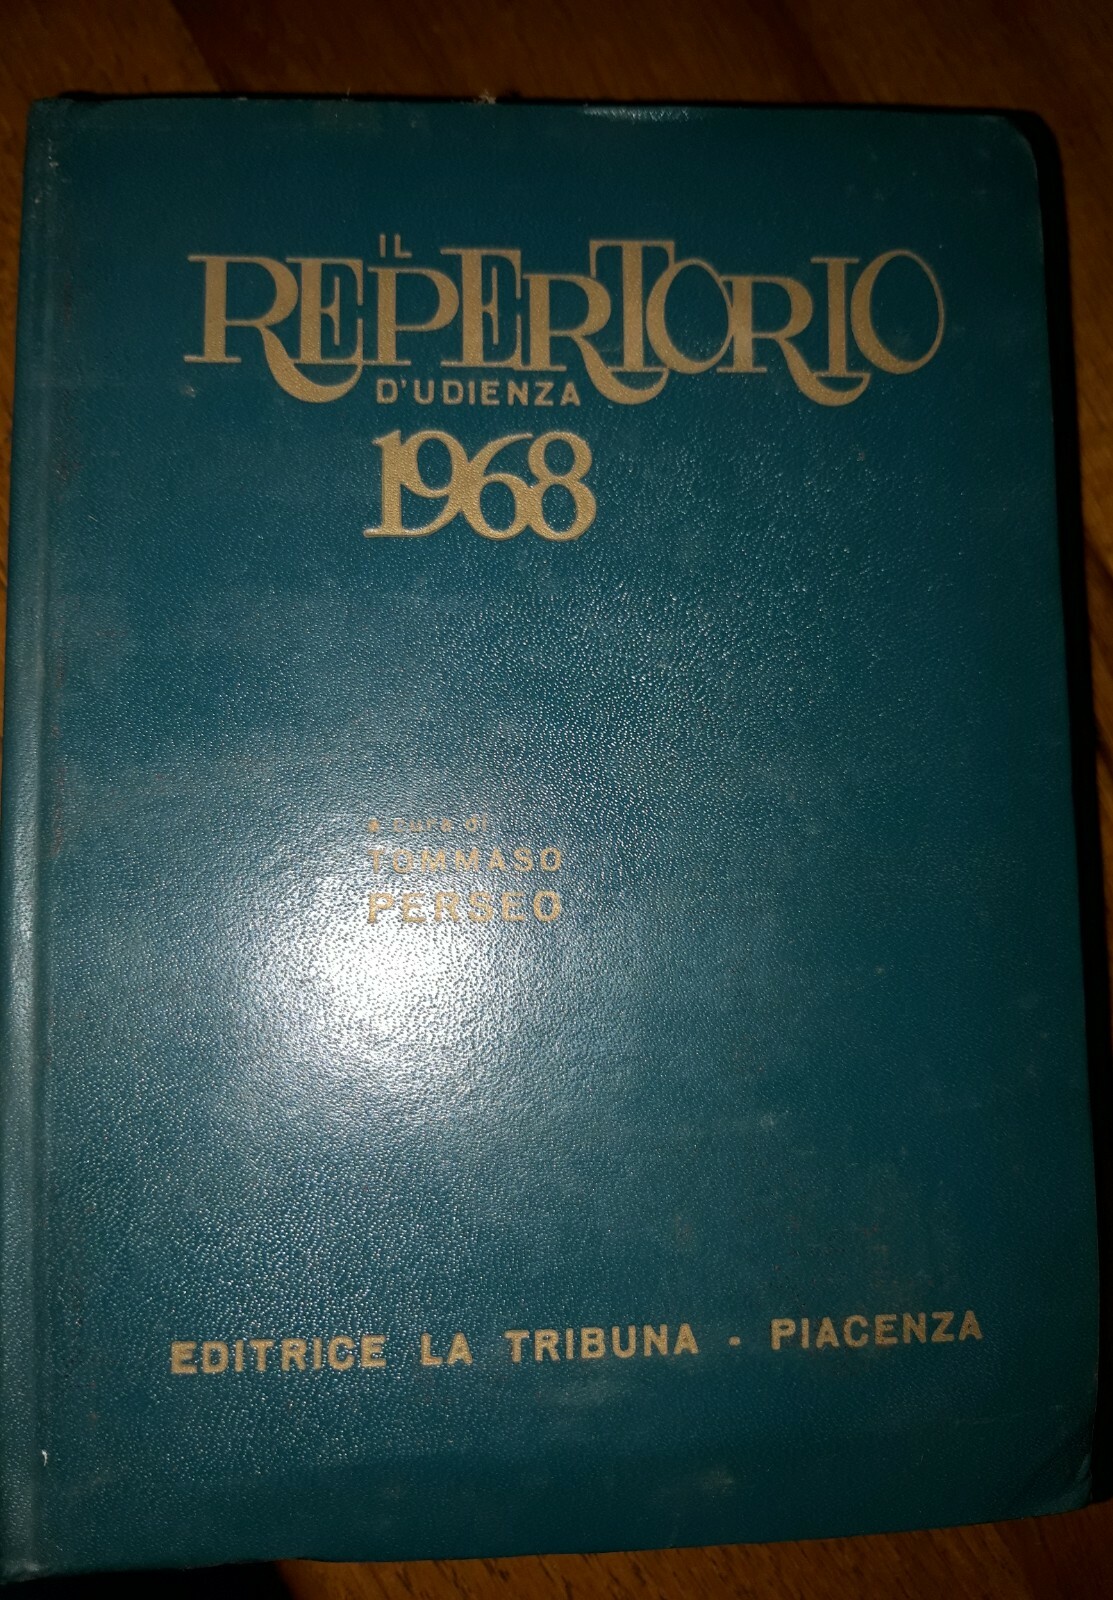 IL
REPERTORIO
D'UDIENZA
1968
a cura di
TOMMASO
PERSEO
EDITRICE LA TRIBUNA - PIACENZA